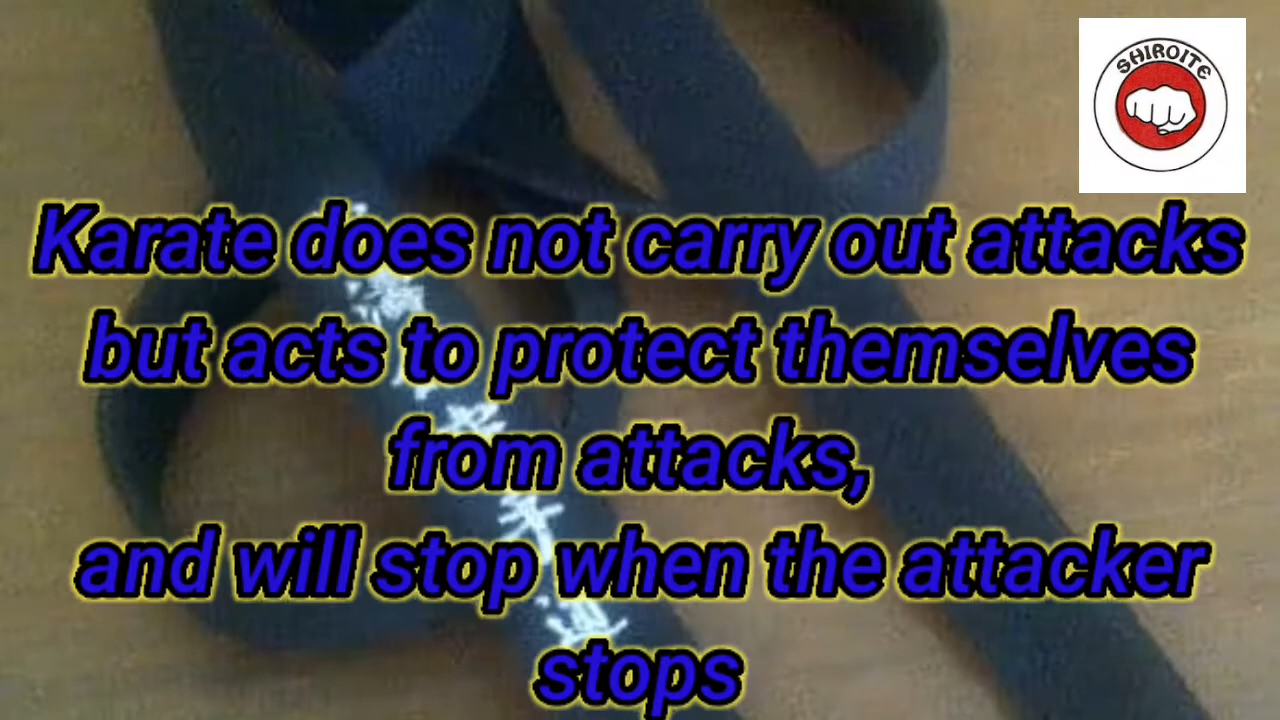 SHIROITE
Karate does not carry out attacks
but acts to protect themselves
from attacks,
and will stop when the attacker
stops